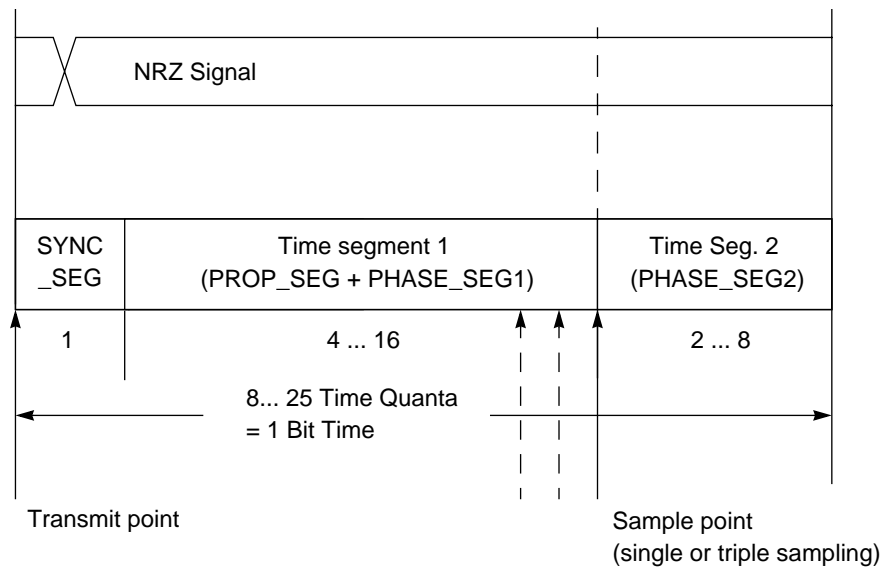 NRZ Signal
SYNC
_SEG
Time segment 1
(PROP_SEG + PHASE_SEG1)
Time Seg. 2
(PHASE_SEG2)
1
4 ... 16
2 ... 8
8... 25 Time Quanta
= 1 Bit Time
Transmit point
Sample point
(single or triple sampling)